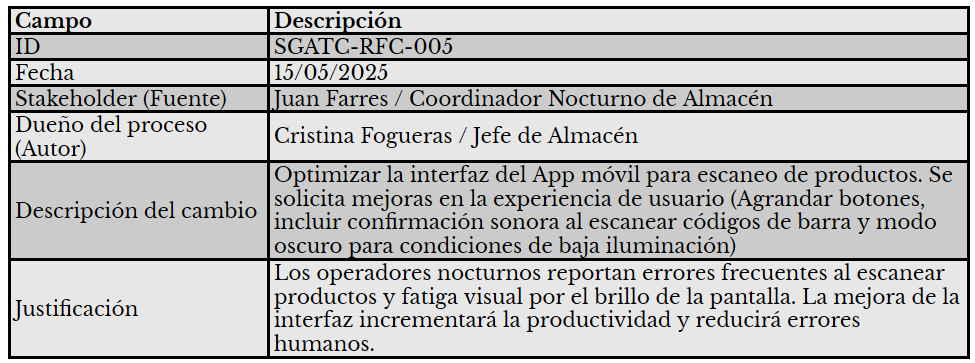 Campo Descripción
ID SGATC-RFC-005
Fecha 15/05/2025
Stakeholder (Fuente) Juan Farres / Coordinador Nocturno de Almacén
Dueño del proceso
(Autor)
Cristina Fogueras / Jefe de Almacén
Descripción del cambio
Optimizar la interfaz del App móvil para escaneo de productos. Se
solicita mejoras en la experiencia de usuario (Agrandar botones,
incluir confirmación sonora al escanear códigos de barra y modo
oscuro para condiciones de baja iluminación)
Justificación
Los operadores nocturnos reportan errores frecuentes al escanear
productos y fatiga visual por el brillo de la pantalla. La mejora de la
interfaz incrementará la productividad y reducirá errores
humanos.